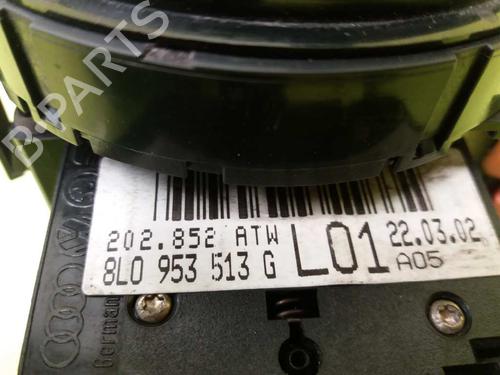 B-PARTS
202.852 ATW
22.03.02
8L0 953 513 G
L01
A05
German